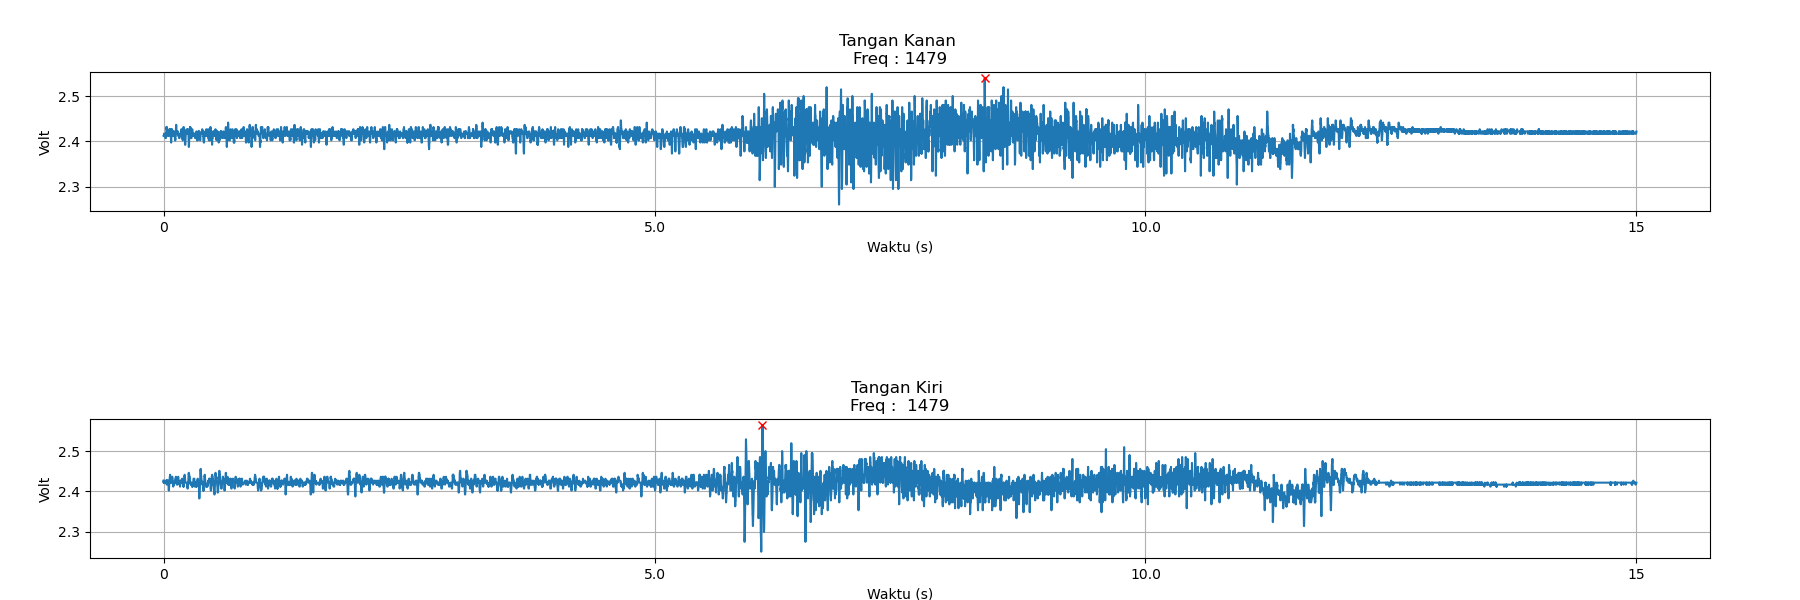 Tangan Kanan
Freq : 1479
2.5
2.4
2.3
Volt
0 5.0 10.0 15
Waktu (s)
Tangan Kiri
Freq :  1479
2.5
2.4
2.3
Volt
0 5.0 10.0 15
Waktu (s)